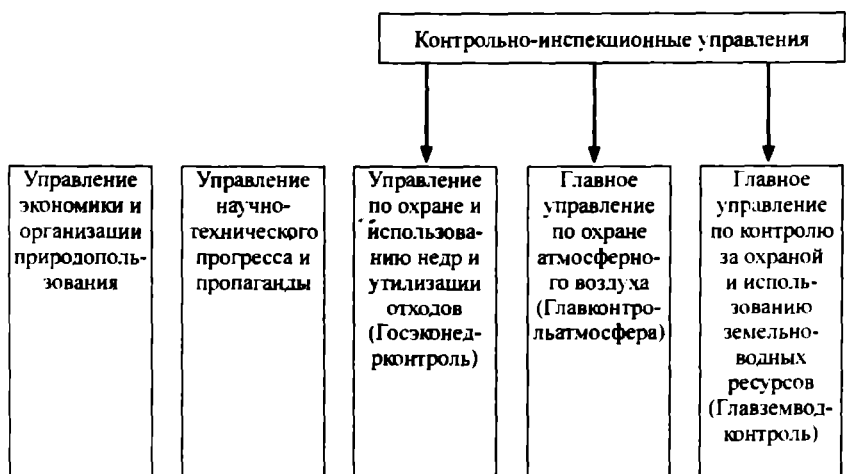 Контрольно-инспекционные управления
Управление
экономики и
организации
природополь-
зования
Управление
научно-
технического
прогресса и
пропаганды
Управление
по охране и
использова-
нию недр и
утилизации
отходов
(Госэконед-
рконтроль)
Главное
управление
по охране
атмосферно-
го воздуха
(Главконтро-
льатмосфера)
Главное
управление
по контролю
за охраной
и исполь-
зованию
земельно-
водных
ресурсов
(Главземвод-
контроль)